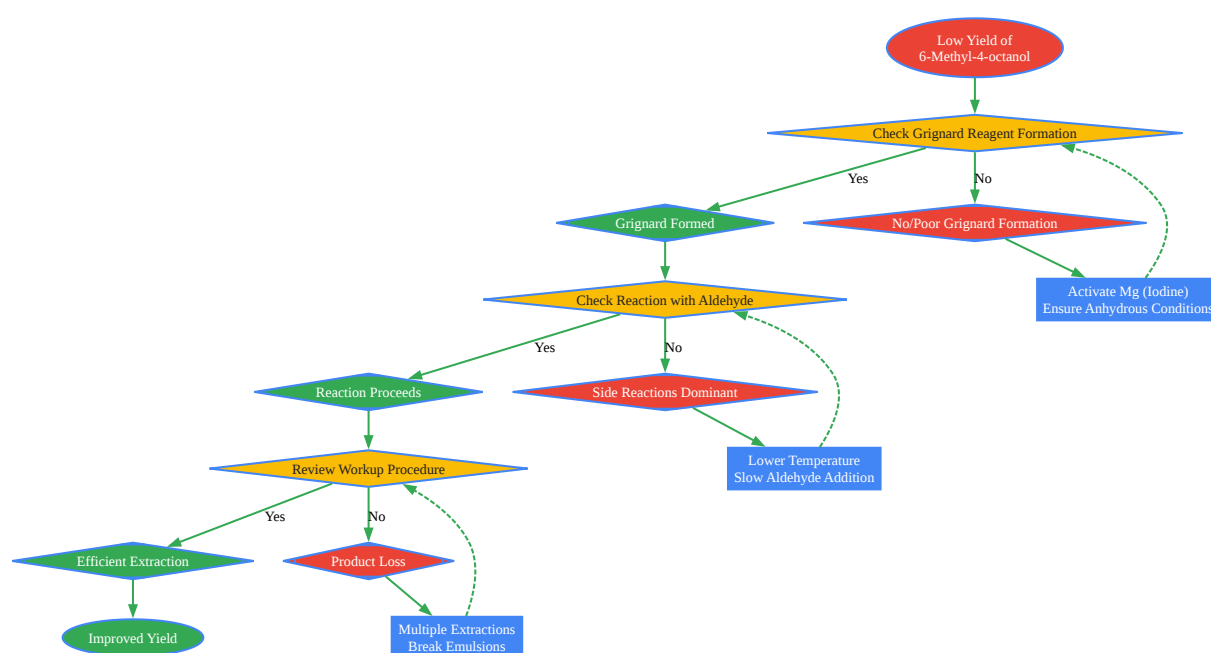 Low Yield of
6-Methyl-4-octanol
Check Grignard Reagent Formation
Yes
No
Grignard Formed
No/Poor Grignard Formation
Activate Mg (Iodine)
Ensure Anhydrous Conditions
Check Reaction with Aldehyde
Yes
No
Reaction Proceeds
Side Reactions Dominant
Lower Temperature
Slow Aldehyde Addition
Review Workup Procedure
Yes
No
Efficient Extraction
Product Loss
Improved Yield
Multiple Extractions
Break Emulsions